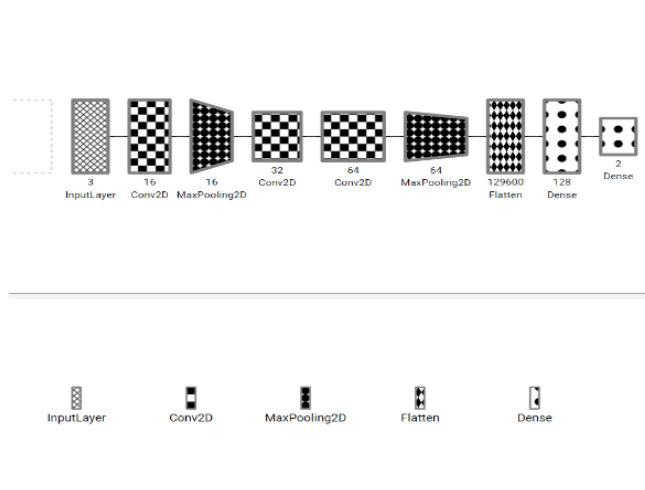 3
InputLayer
16
Conv2D
16
MaxPooling2D
32
Conv2D
64
Conv2D
64
MaxPooling2D
129600
Flatten
128
Dense
2
Dense
InputLayer
Conv2D
MaxPooling2D
Flatten
Dense